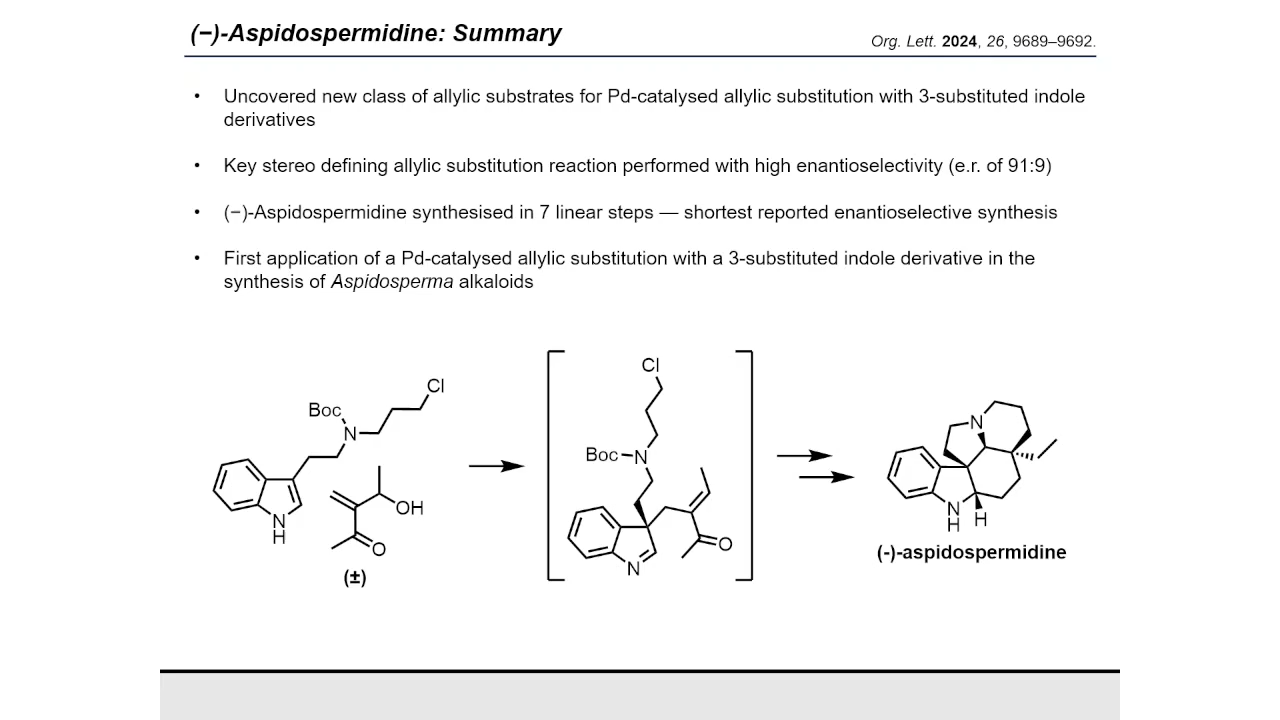 (−)-Aspidospermidine: Summary
Org. Lett. 2024, 26, 9689–9692.
• Uncovered new class of allylic substrates for Pd-catalysed allylic substitution with 3-substituted indole
derivatives
• Key stereo defining allylic substitution reaction performed with high enantioselectivity (e.r. of 91:9)
• (−)-Aspidospermidine synthesised in 7 linear steps — shortest reported enantioselective synthesis
• First application of a Pd-catalysed allylic substitution with a 3-substituted indole derivative in the
synthesis of Aspidosperma alkaloids
Cl
Boc
N
N
H
OH
O
(±)
Cl
Boc
N
O
N
N
N
H
H
(-)-aspidospermidine